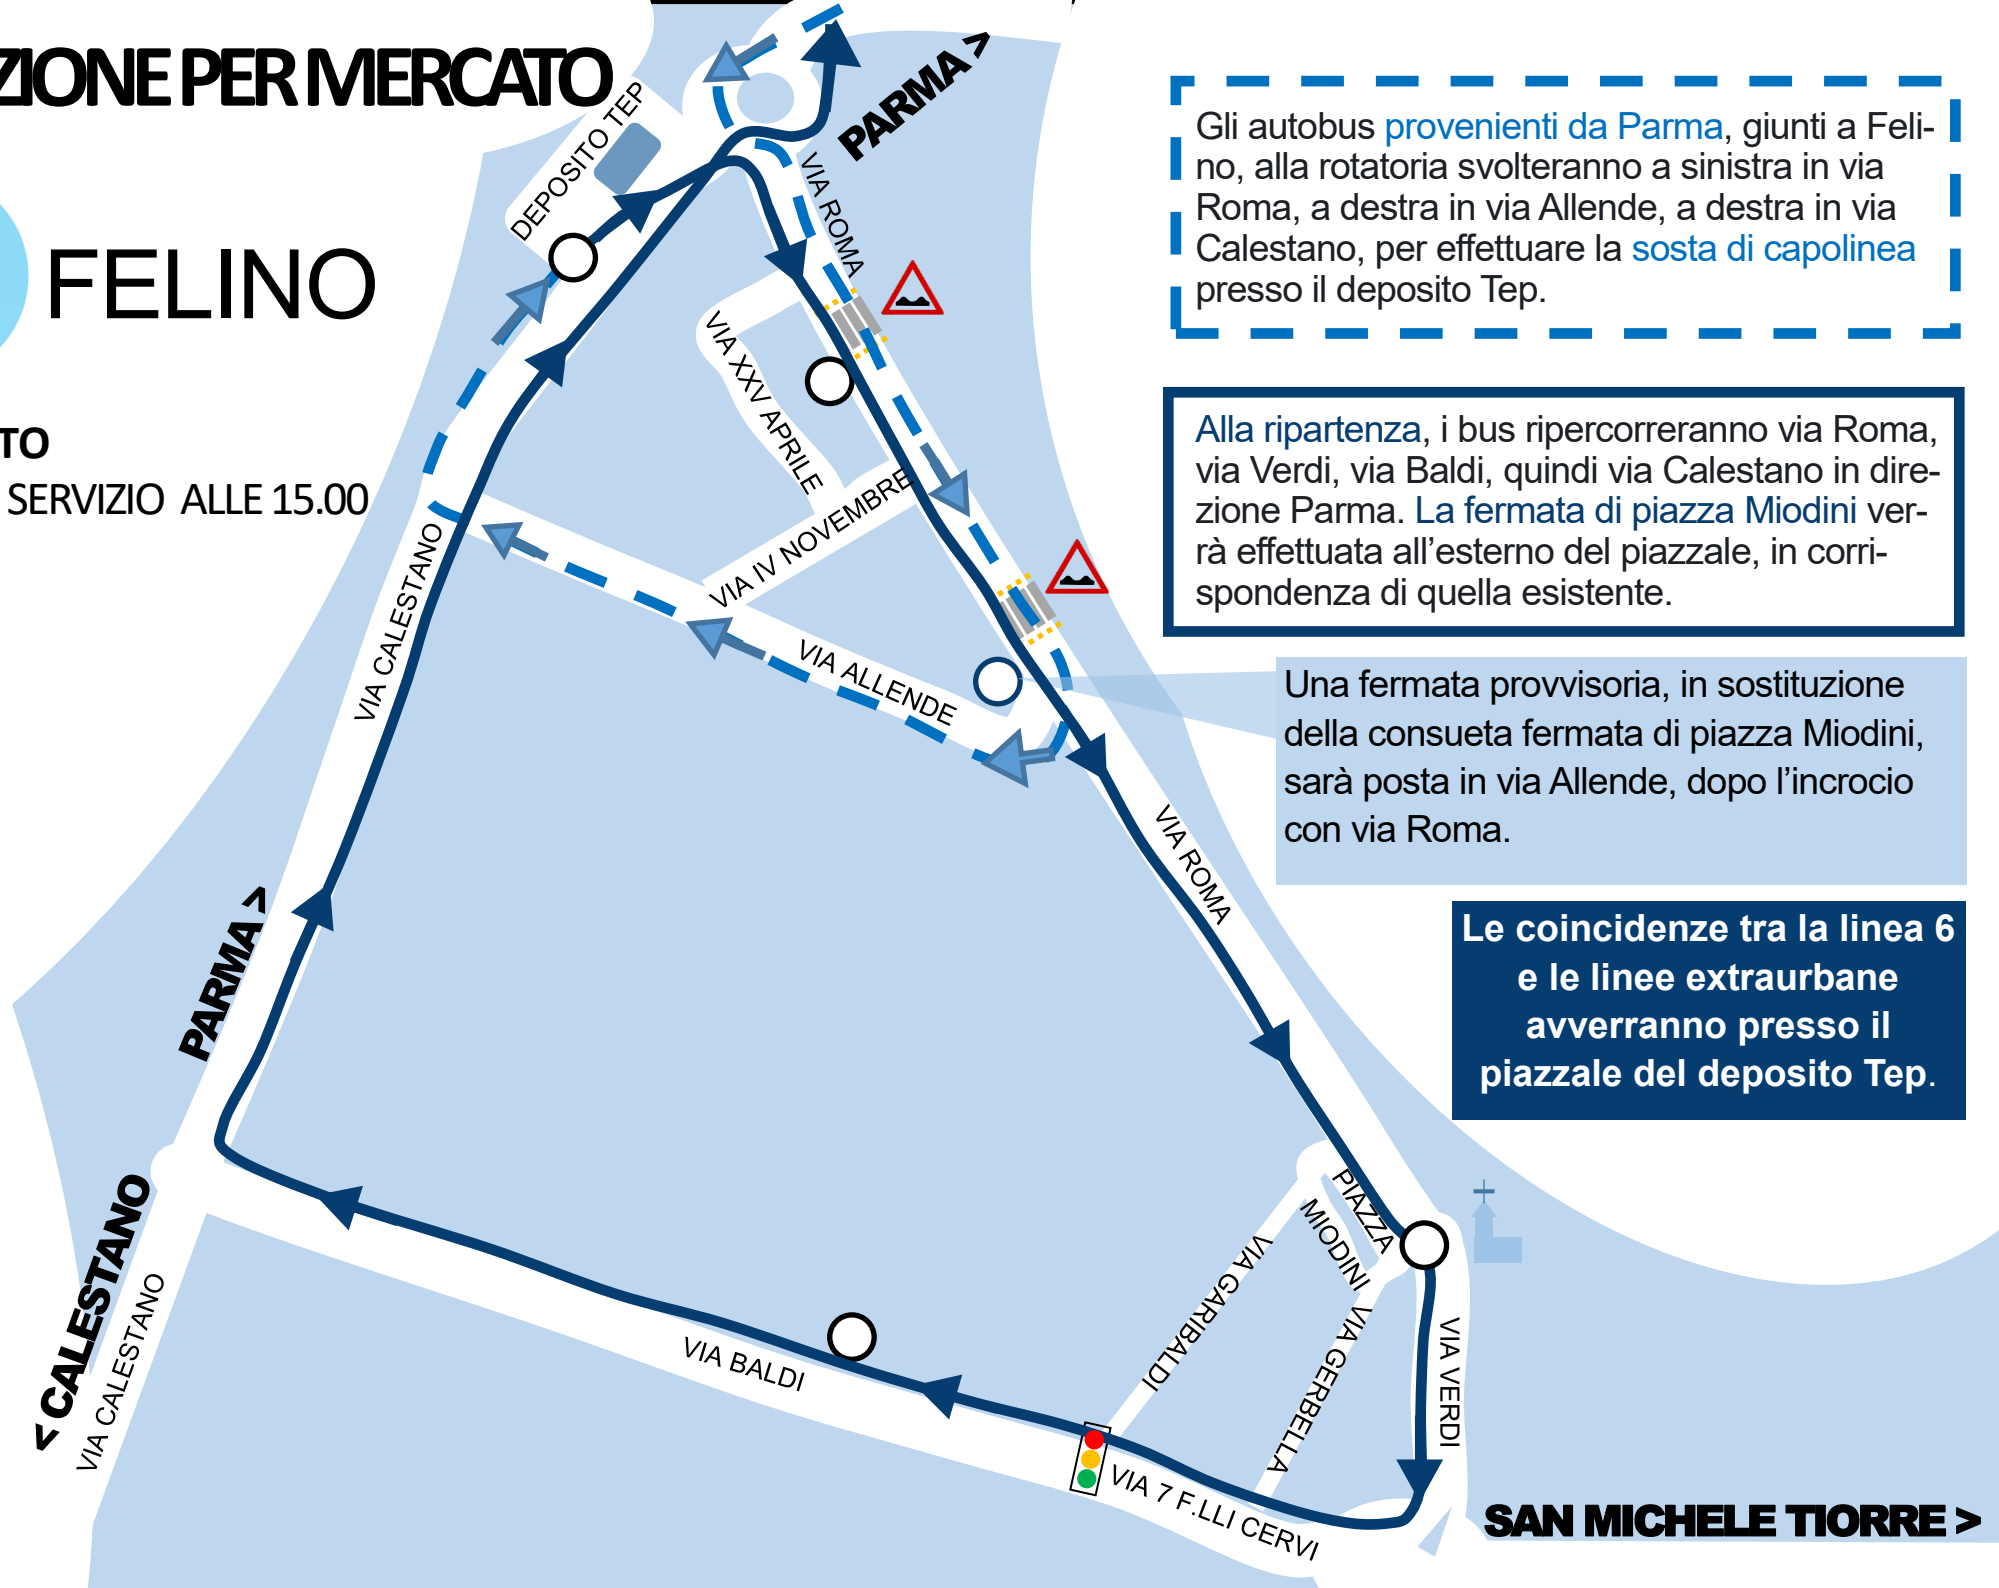 ZIONE PER MERCATO
FELINO
TO
SERVIZIO ALLE 15.00
Gli autobus provenienti da Parma, giunti a Feli-
no, alla rotatoria svolteranno a sinistra in via
Roma, a destra in via Allende, a destra in via
Calestano, per effettuare la sosta di capolinea
presso il deposito Tep.
Alla ripartenza, i bus ripercorreranno via Roma,
via Verdi, via Baldi, quindi via Calestano in dire-
zione Parma. La fermata di piazza Miodini ver-
rà effettuata all’esterno del piazzale, in corri-
spondenza di quella esistente.
Una fermata provvisoria, in sostituzione
della consueta fermata di piazza Miodini,
sarà posta in via Allende, dopo l’incrocio
con via Roma.
Le coincidenze tra la linea 6
e le linee extraurbane
avverranno presso il
piazzale del deposito Tep.
DEPOSITO TEP
PARMA >
VIA ROMA
VIA XXV APRILE
VIA IV NOVEMBRE
VIA CALESTANO
VIA ALLENDE
VIA ROMA
PARMA >
< CALESTANO
VIA CALESTANO
VIA BALDI
PIAZZA
MIODINI
VIA GARIBALDI
VIA GERBELLA
VIA VERDI
VIA 7 F.LLI CERVI
SAN MICHELE TIORRE >